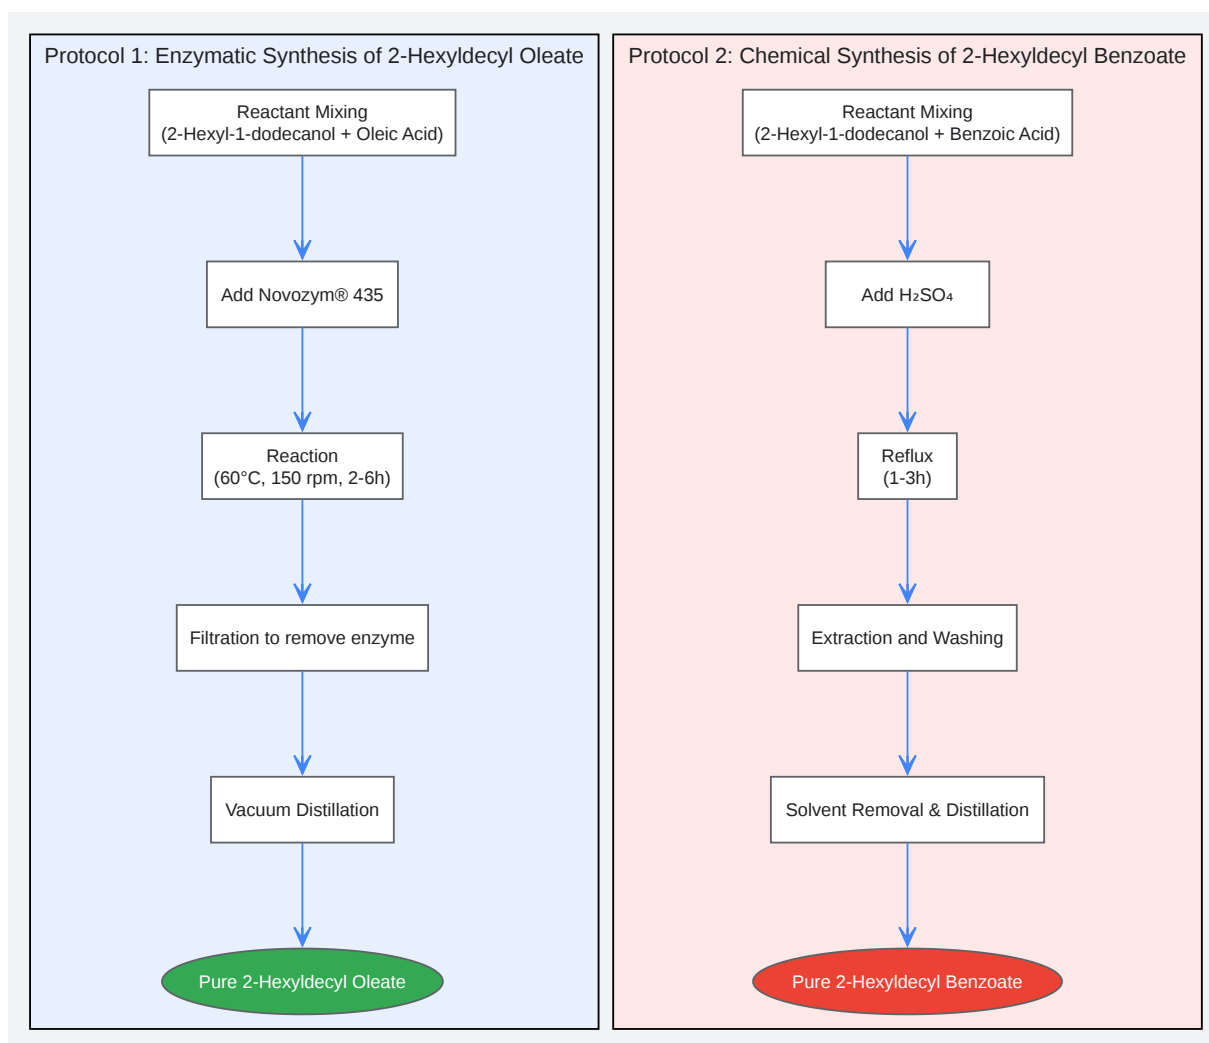 Protocol 1: Enzymatic Synthesis of 2-Hexyldecyl Oleate
Reactant Mixing
(2-Hexyl-1-dodecanol + Oleic Acid)
Add Novozym® 435
Reaction
(60°C, 150 rpm, 2-6h)
Filtration to remove enzyme
Vacuum Distillation
Pure 2-Hexyldecyl Oleate
Protocol 2: Chemical Synthesis of 2-Hexyldecyl Benzoate
Reactant Mixing
(2-Hexyl-1-dodecanol + Benzoic Acid)
Add H₂SO₄
Reflux
(1-3h)
Extraction and Washing
Solvent Removal & Distillation
Pure 2-Hexyldecyl Benzoate